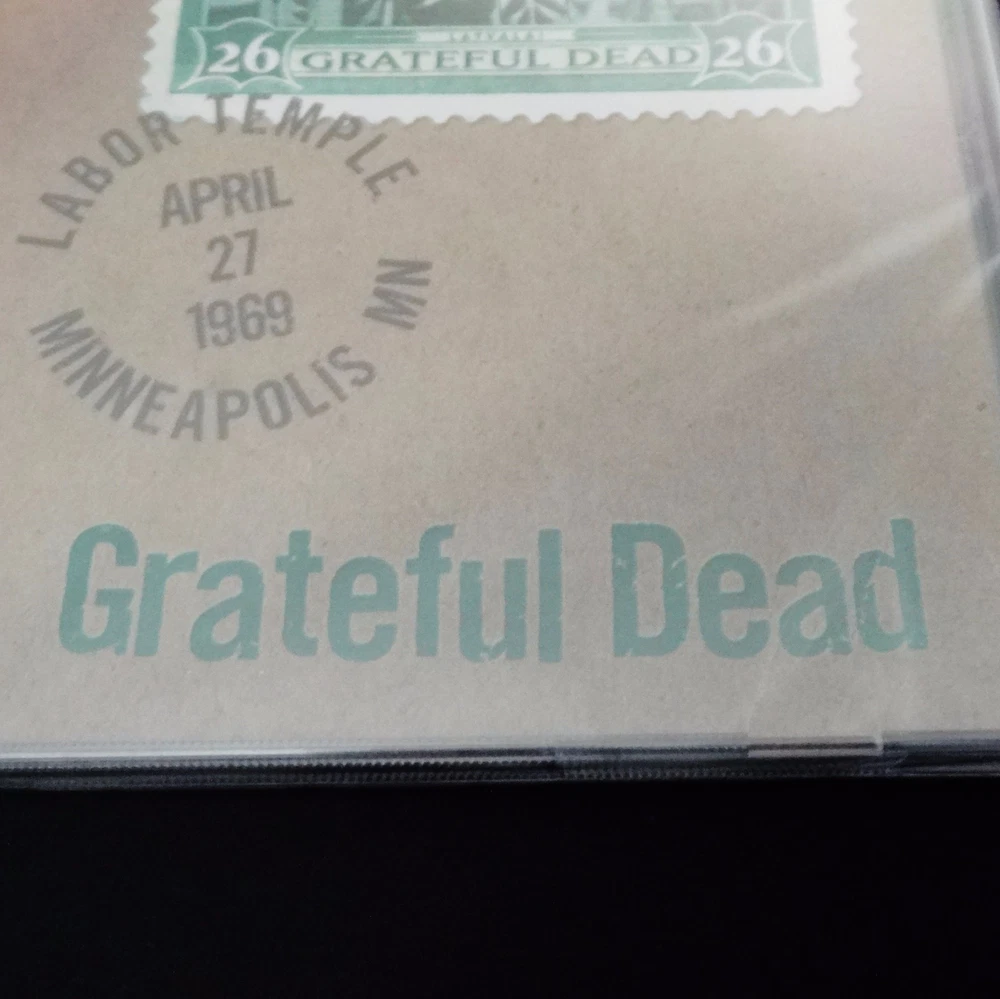 26 GRATEFUL DEAD 26
LABOR TEMPLE
APRIL
27
1969
MINNEAPOLIS MN
Grateful Dead